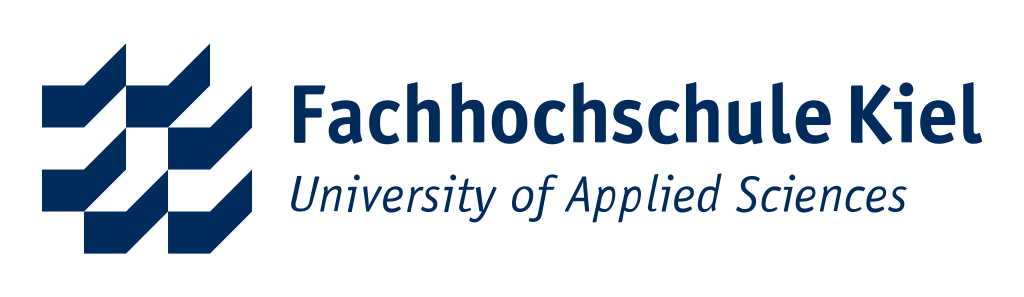 Fachhochschule Kiel
University of Applied Sciences